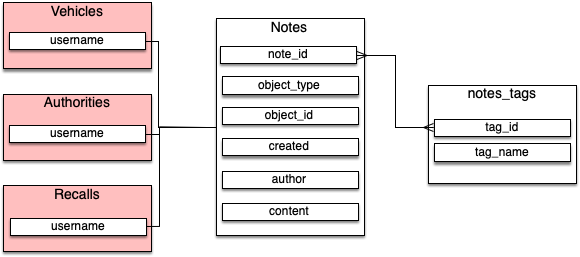 Vehicles
username
Authorities
username
Recalls
username
Notes
note_id
object_type
object_id
created
author
content
notes_tags
tag_id
tag_name